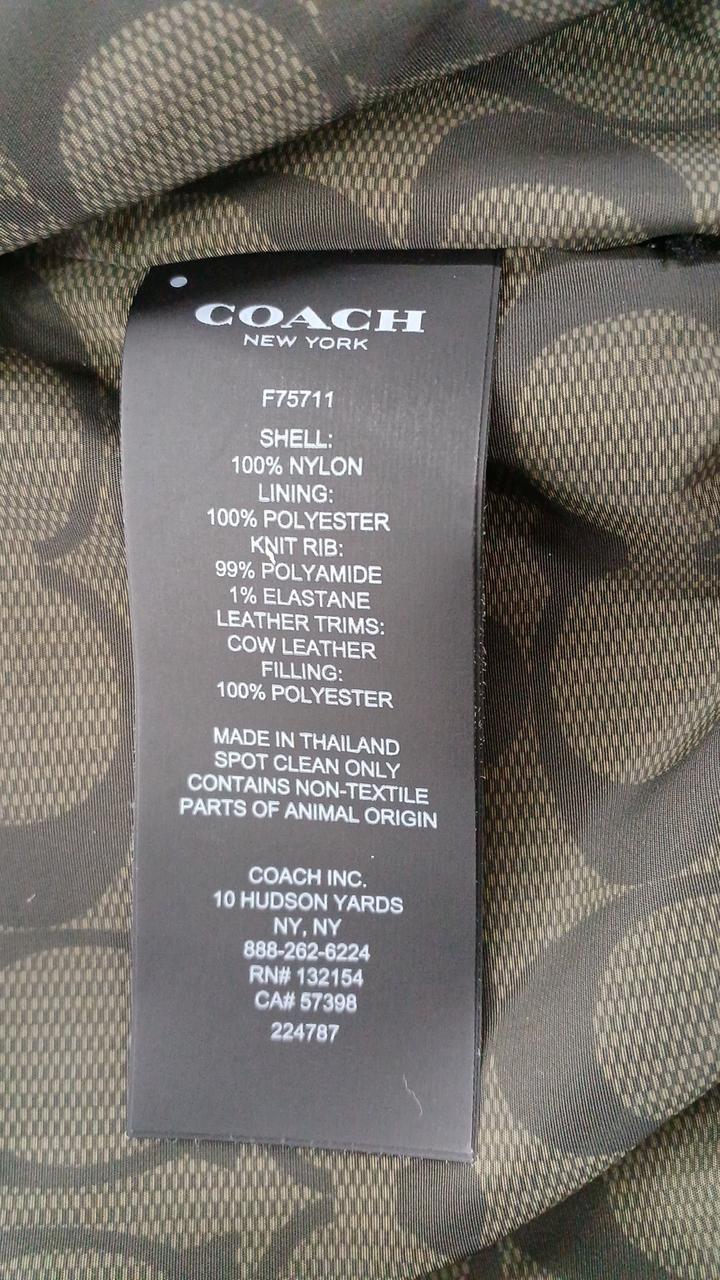 COACH
NEW YORK
F75711
SHELL:
100% NYLON
LINING:
100% POLYESTER
KNIT RIB:
99% POLYAMIDE
1% ELASTANE
LEATHER TRIMS:
COW LEATHER
FILLING:
100% POLYESTER
MADE IN THAILAND
SPOT CLEAN ONLY
CONTAINS NON-TEXTILE
PARTS OF ANIMAL ORIGIN
COACH INC.
10 HUDSON YARDS
NY, NY
888-262-6224
RN# 132154
CA# 57398
224787